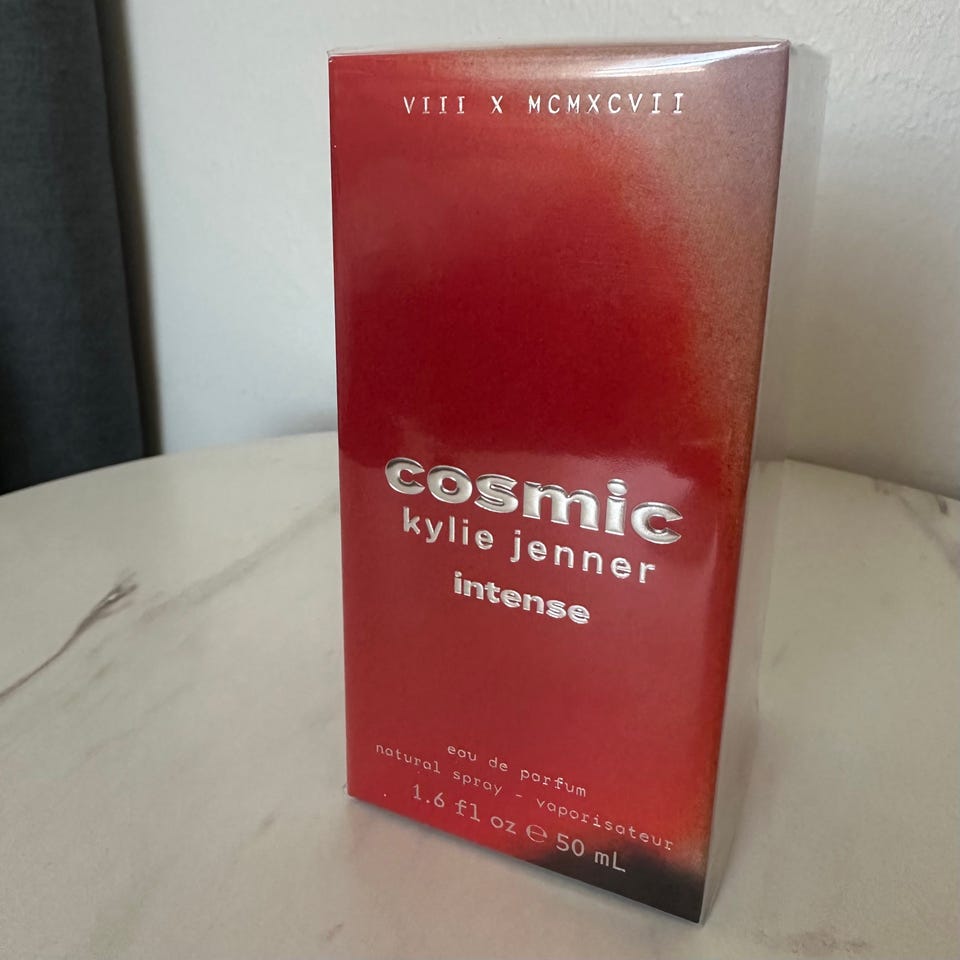 VIII X MCMXCVII
cosmic
kylie jenner
intense
eau de parfum
natural spray - vaporisateur
1.6 fl oz ℮ 50 mL